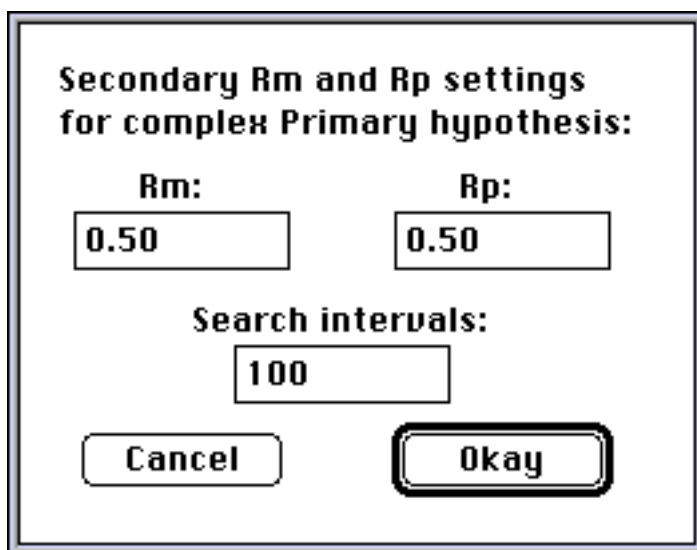 Secondary Rm and Rp settings
for complex Primary hypothesis:
Rm: Rp:
0.50 0.50
Search intervals:
100
Cancel Okay